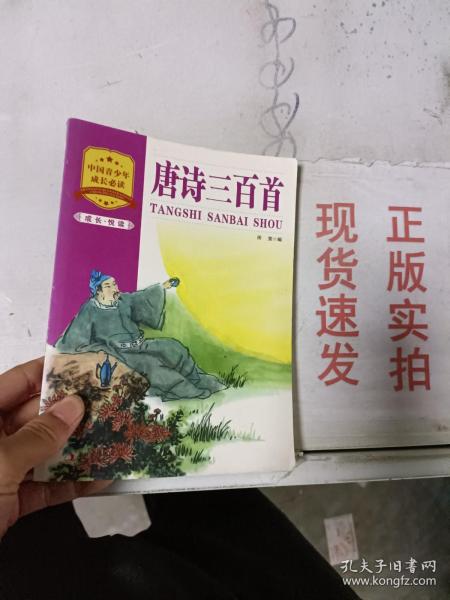 中国青少年
成长必读
成长·悦读
唐诗三百首
TANGSHI SANBAI SHOU
正版实拍
现货速发
孔夫子旧书网
www.kongfz.com